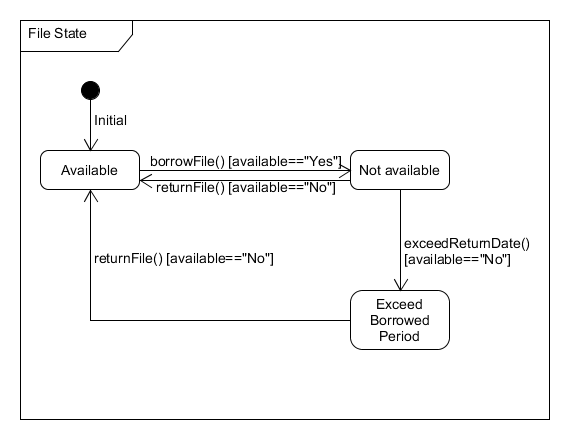 File State
Initial
Available
borrowFile() [available=="Yes"]
returnFile() [available=="No"]
Not available
returnFile() [available=="No"]
exceedReturnDate()
[available=="No"]
Exceed
Borrowed
Period